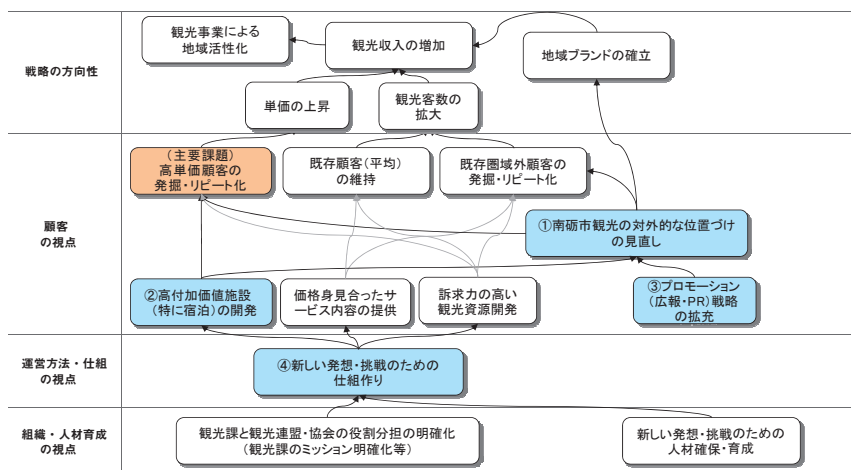 戦略の方向性
観光事業による
地域活性化
観光収入の増加
地域ブランドの確立
単価の上昇
観光客数の
拡大
顧客
の視点
(主要課題)
高単価顧客の
発掘・リピート化
既存顧客(平均)
の維持
既存圏域外顧客の
発掘・リピート化
①南砺市観光の対外的な位置づけ
の見直し
②高付加価値施設
(特に宿泊)の開発
価格身見合ったサ
ービス内容の提供
訴求力の高い
観光資源開発
③プロモーション
(広報・PR)戦略
の拡充
運営方法・仕組
の視点
④新しい発想・挑戦のための
仕組作り
組織・人材育成
の視点
観光課と観光連盟・協会の役割分担の明確化
(観光課のミッション明確化等)
新しい発想・挑戦のための
人材確保・育成